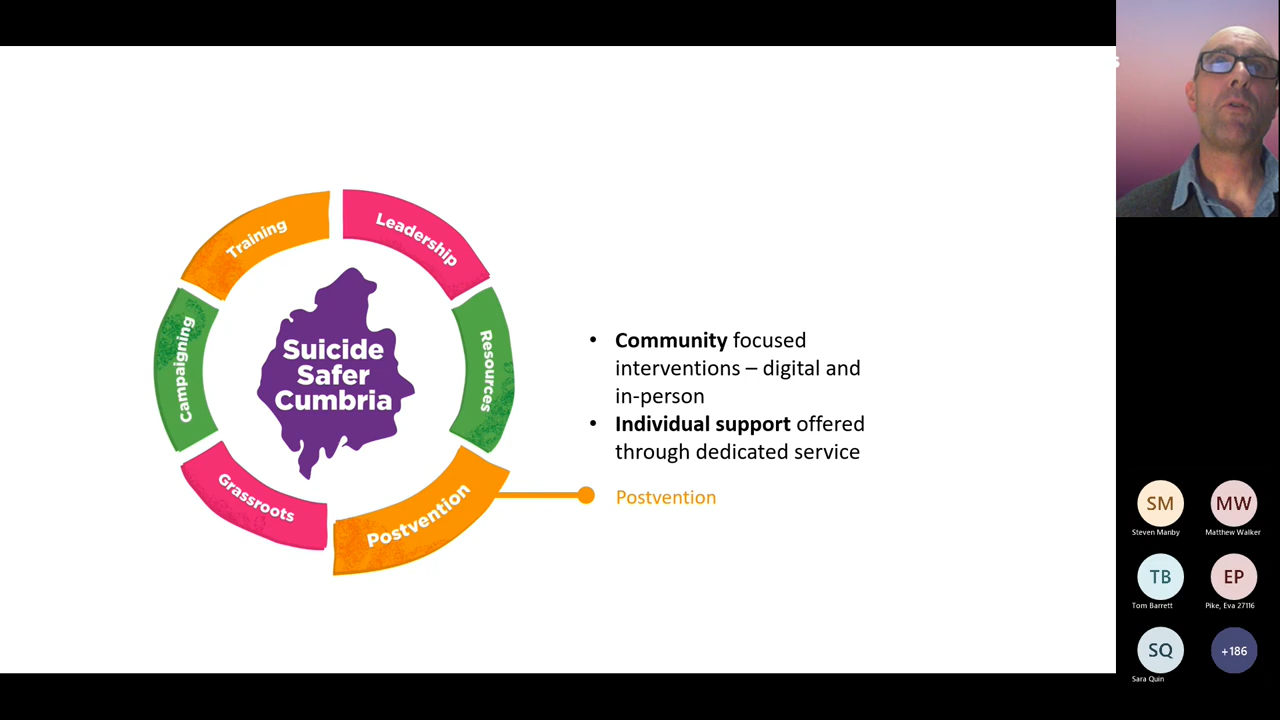 Training
Leadership
Campaigning
Resources
Suicide
Safer
Cumbria
Grassroots
Postvention
• Community focused
interventions – digital and
in-person
• Individual support offered
through dedicated service
Postvention
s
SM
Steven Manby
MW
Matthew Walker
TB
Tom Barrett
EP
Pike, Eva 27116
SQ
Sara Quin
+186